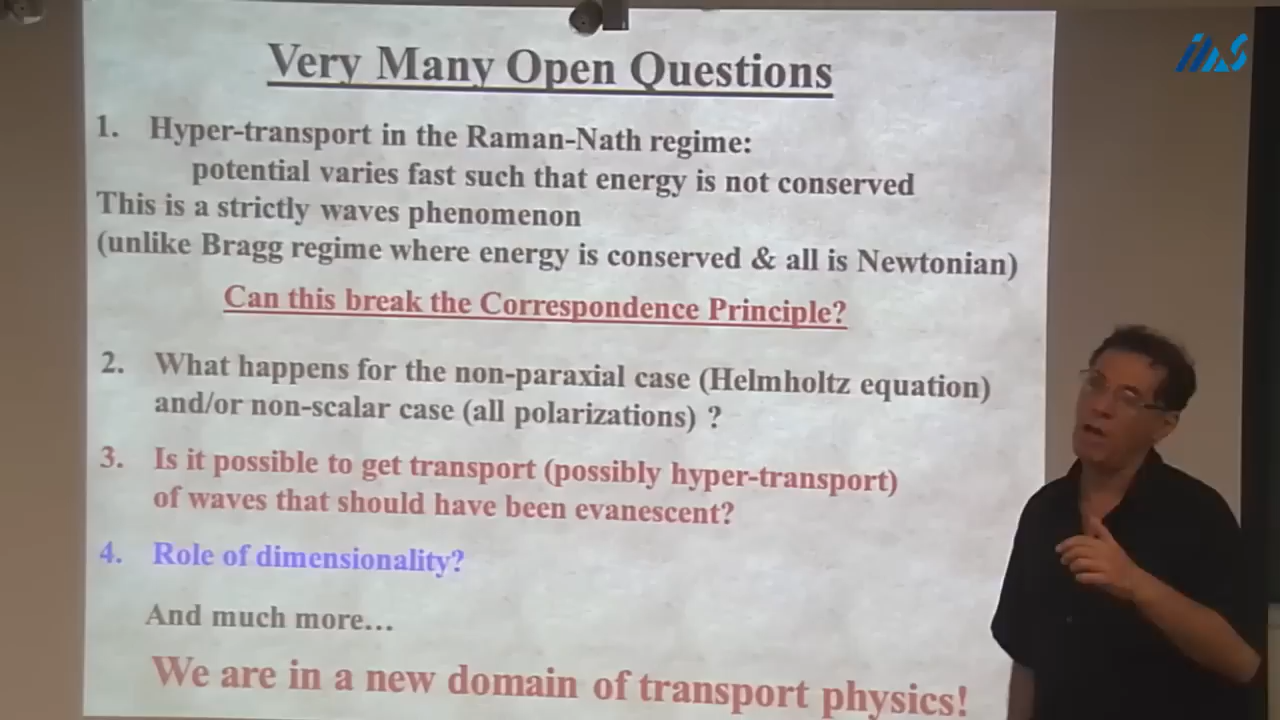 Very Many Open Questions
1. Hyper-transport in the Raman-Nath regime:
potential varies fast such that energy is not conserved
This is a strictly waves phenomenon
(unlike Bragg regime where energy is conserved & all is Newtonian)
Can this break the Correspondence Principle?
2. What happens for the non-paraxial case (Helmholtz equation)
and/or non-scalar case (all polarizations) ?
3. Is it possible to get transport (possibly hyper-transport)
of waves that should have been evanescent?
4. Role of dimensionality?
And much more...
We are in a new domain of transport physics!
ias